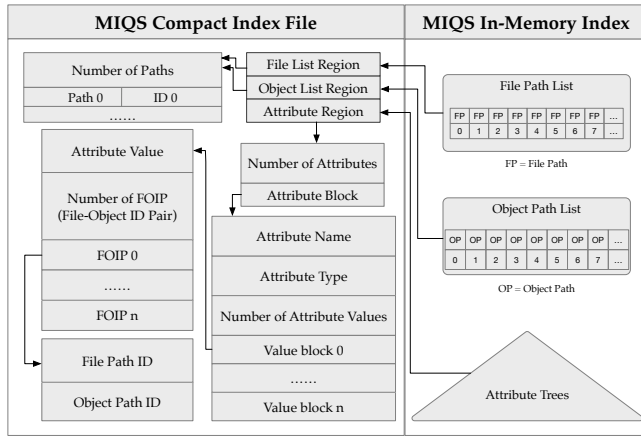 MIQS Compact Index File
MIQS In-Memory Index
Number of Paths
Path 0
ID 0
......
File List Region
Object List Region
Attribute Region
Attribute Value
Number of FOIP
(File-Object ID Pair)
FOIP 0
......
FOIP n
File Path ID
Object Path ID
Number of Attributes
Attribute Block
Attribute Name
Attribute Type
Number of Attribute Values
Value block 0
......
Value block n
File Path List
FP FP FP FP FP FP FP FP ...
0 1 2 3 4 5 6 7 ...
FP = File Path
Object Path List
OP OP OP OP OP OP OP OP ...
0 1 2 3 4 5 6 7 ...
OP = Object Path
Attribute Trees